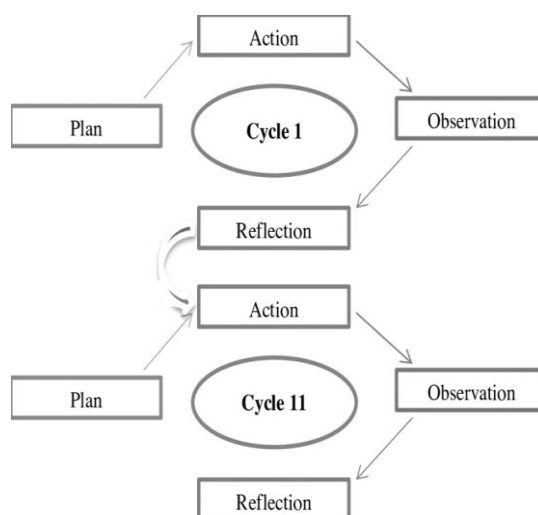 Action
Plan
Cycle 1
Observation
Reflection
Action
Plan
Cycle 11
Observation
Reflection